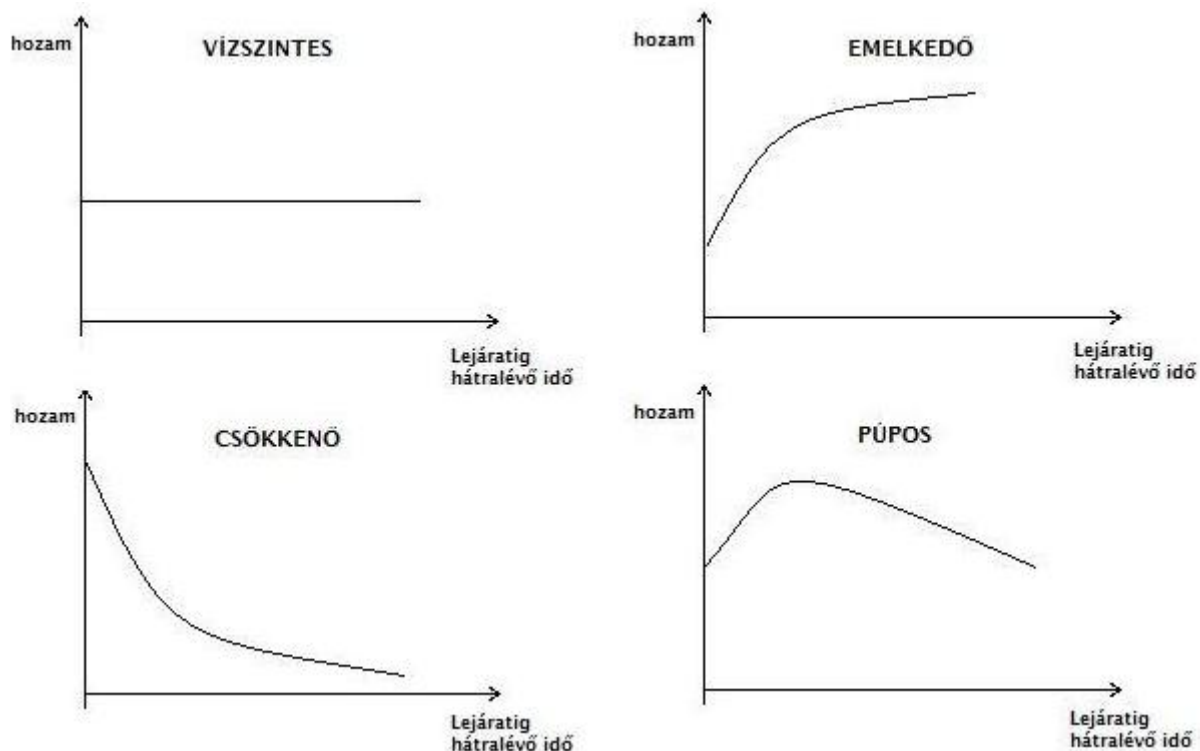 hozam
VÍZSZINTES
Lejáratig
hátralévő idő
hozam
EMELKEDŐ
Lejáratig
hátralévő idő
hozam
CSÖKKENŐ
Lejáratig
hátralévő idő
hozam
PÚPOS
Lejáratig
hátralévő idő